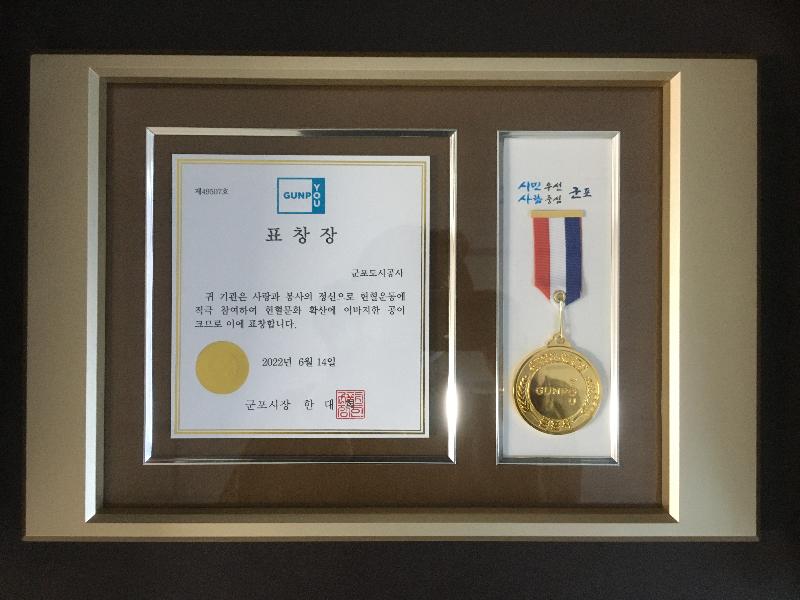 제49507호
GUNP YOU
표창장
군포도시공사
귀 기관은 사랑과 봉사의 정신으로 헌혈운동에
적극 참여하여 헌혈문화 확산에 이바지한 공이
크므로 이에 표창합니다.
2022년 6월 14일
군포시장 한 대
시민 우선
사람 중심 군포
GUNP YOU